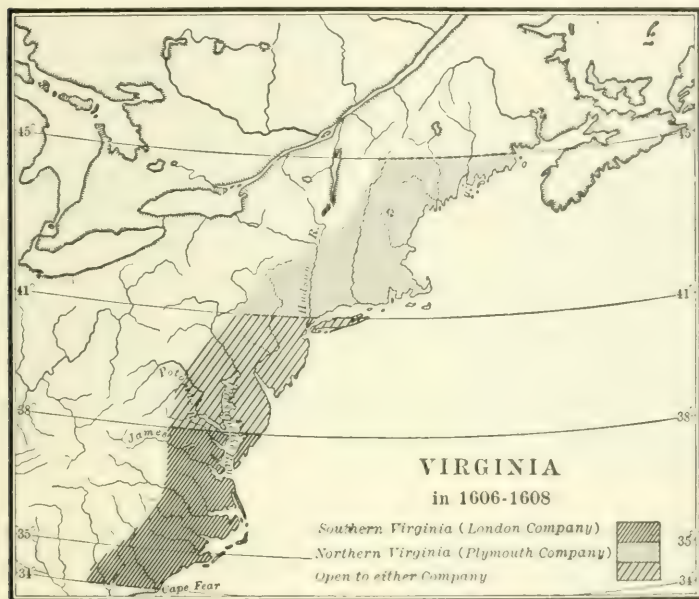 45°
45°
Hudson R.
41°
41°
Potom
38°
38°
James
VIRGINIA
in 1606-1608
Southern Virginia (London Company)
35°
35°
Northern Virginia (Plymouth Company)
34°
34°
Open to either Company
Cape Fear